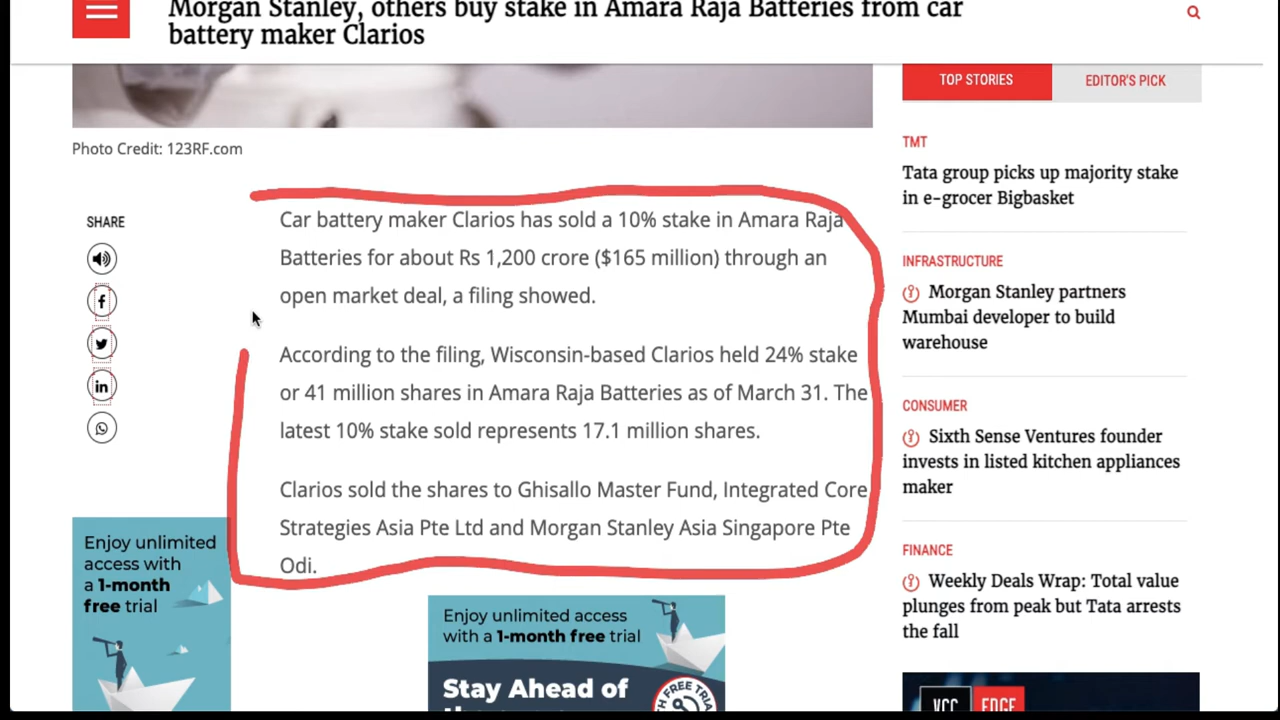 Morgan Stanley, others buy stake in Amara Raja Batteries from car
battery maker Clarios
Photo Credit: 123RF.com
SHARE
Car battery maker Clarios has sold a 10% stake in Amara Raja
Batteries for about Rs 1,200 crore ($165 million) through an
open market deal, a filing showed.
According to the filing, Wisconsin-based Clarios held 24% stake
or 41 million shares in Amara Raja Batteries as of March 31. The
latest 10% stake sold represents 17.1 million shares.
Clarios sold the shares to Ghisallo Master Fund, Integrated Core
Strategies Asia Pte Ltd and Morgan Stanley Asia Singapore Pte
Odi.
Enjoy unlimited
access with
a 1-month
free trial
Enjoy unlimited access
with a 1-month free trial
Stay Ahead of
FREE TRIAL
TOP STORIES
EDITOR'S PICK
TMT
Tata group picks up majority stake
in e-grocer Bigbasket
INFRASTRUCTURE
Morgan Stanley partners
Mumbai developer to build
warehouse
CONSUMER
Sixth Sense Ventures founder
invests in listed kitchen appliances
maker
FINANCE
Weekly Deals Wrap: Total value
plunges from peak but Tata arrests
the fall
VCC EDGE